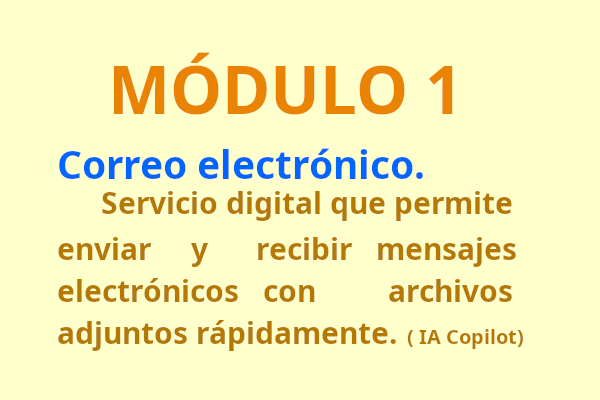 MÓDULO 1
Correo electrónico.
Servicio digital que permite
enviar y recibir mensajes
electrónicos con archivos
adjuntos rápidamente. ( IA Copilot)